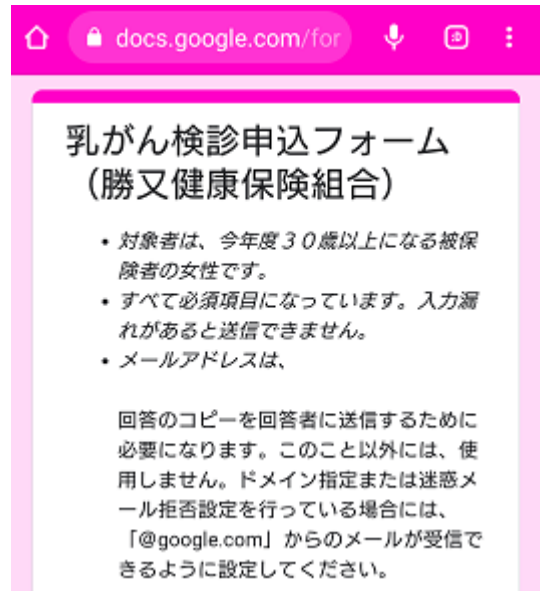 docs.google.com/for
:D
乳がん検診申込フォーム
（勝又健康保険組合）
• 対象者は、今年度３０歳以上になる被保
険者の女性です。
• すべて必須項目になっています。入力漏
れがあると送信できません。
• メールアドレスは、
回答のコピーを回答者に送信するために
必要になります。このこと以外には、使
用しません。ドメイン指定または迷惑メ
ール拒否設定を行っている場合には、
「@google.com」からのメールが受信で
きるように設定してください。